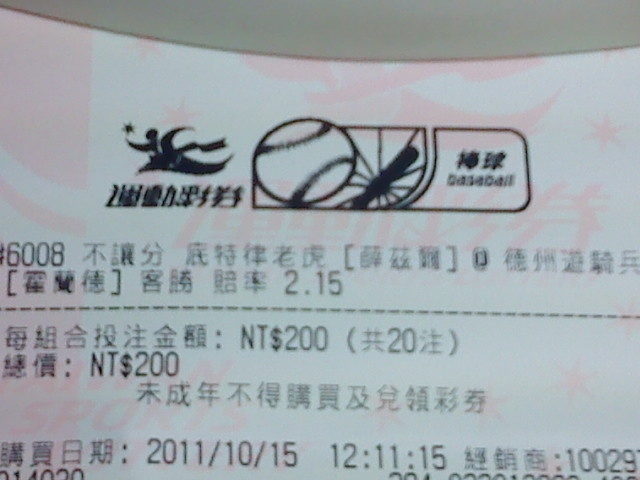 運動彩券
棒球
baseball
#6008 不讓分 底特律老虎 [薛茲爾] @ 德州遊騎兵
[霍蘭德] 客勝 賠率 2.15
每組合投注金額: NT$200 (共20注)
總價: NT$200
未成年不得購買及兌領彩券
購買日期: 2011/10/15 12:11:15 經銷商:100297